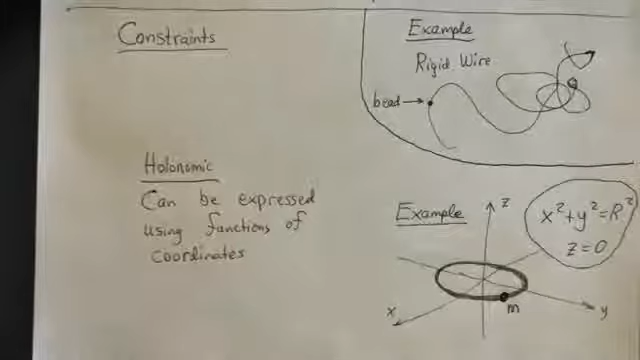 Constraints
Example
Rigid Wire
bead
Holonomic
Can be expressed
using functions of
coordinates
Example
z
x² + y² = R²
z = 0
x
y
m